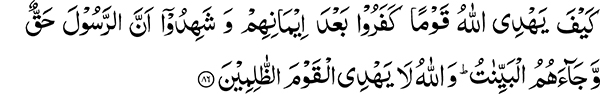 كَيْفَ يَهْدِى اللّٰهُ قَوْمًا كَفَرُوْا بَعْدَ اِيْمَانِهِمْ وَ شَهِدُوْۤا اَنَّ الرَّسُوْلَ حَقٌّ
وَّ جَآءَهُمُ الْبَيِّنٰتُ ؕ وَ اللّٰهُ لَا يَهْدِى الْقَوْمَ الظّٰلِمِيْنَ ﴿۸۶﴾